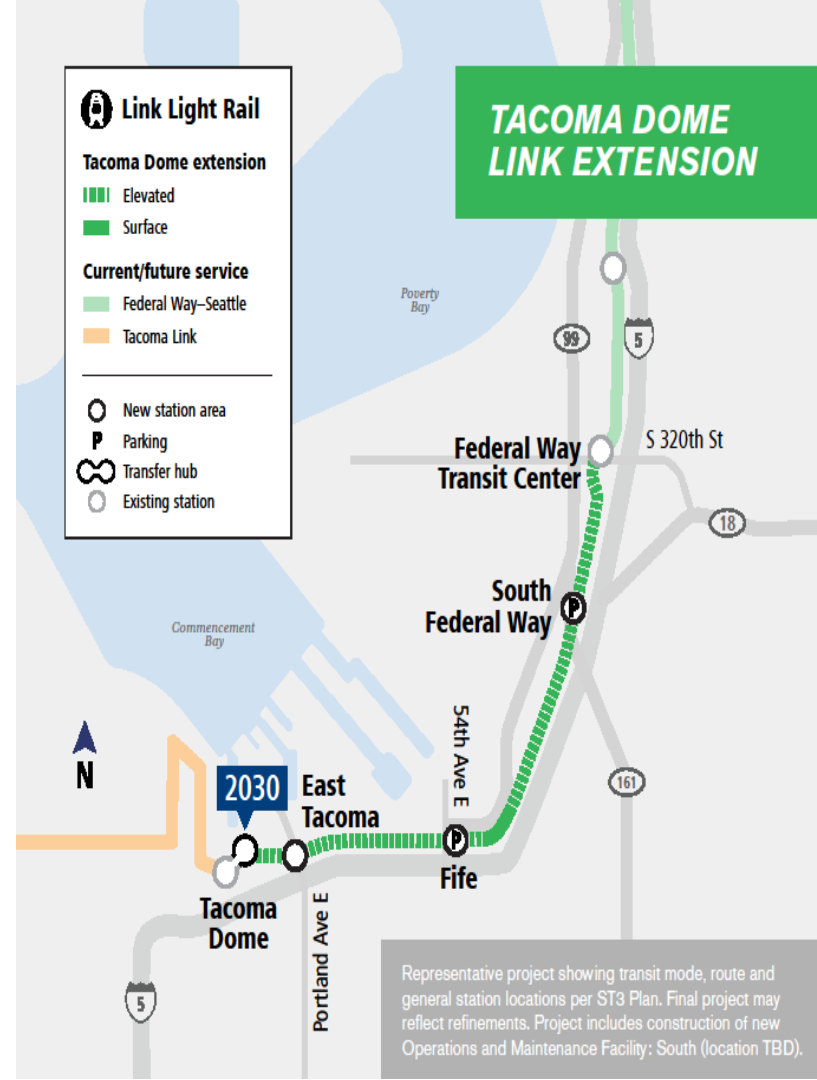 Link Light Rail
Tacoma Dome extension
Elevated
Surface
Current/future service
Federal Way–Seattle
Tacoma Link
New station area
P Parking
Transfer hub
Existing station
TACOMA DOME
LINK EXTENSION
Poverty
Bay
99
5
S 320th St
Federal Way
Transit Center
18
South
Federal Way
P
Commencement
Bay
54th Ave E
161
N
2030
East
Tacoma
P
Fife
Tacoma
Dome
Portland Ave E
5
Representative project showing transit mode, route and
general station locations per ST3 Plan. Final project may
reflect refinements. Project includes construction of new
Operations and Maintenance Facility: South (location TBD).